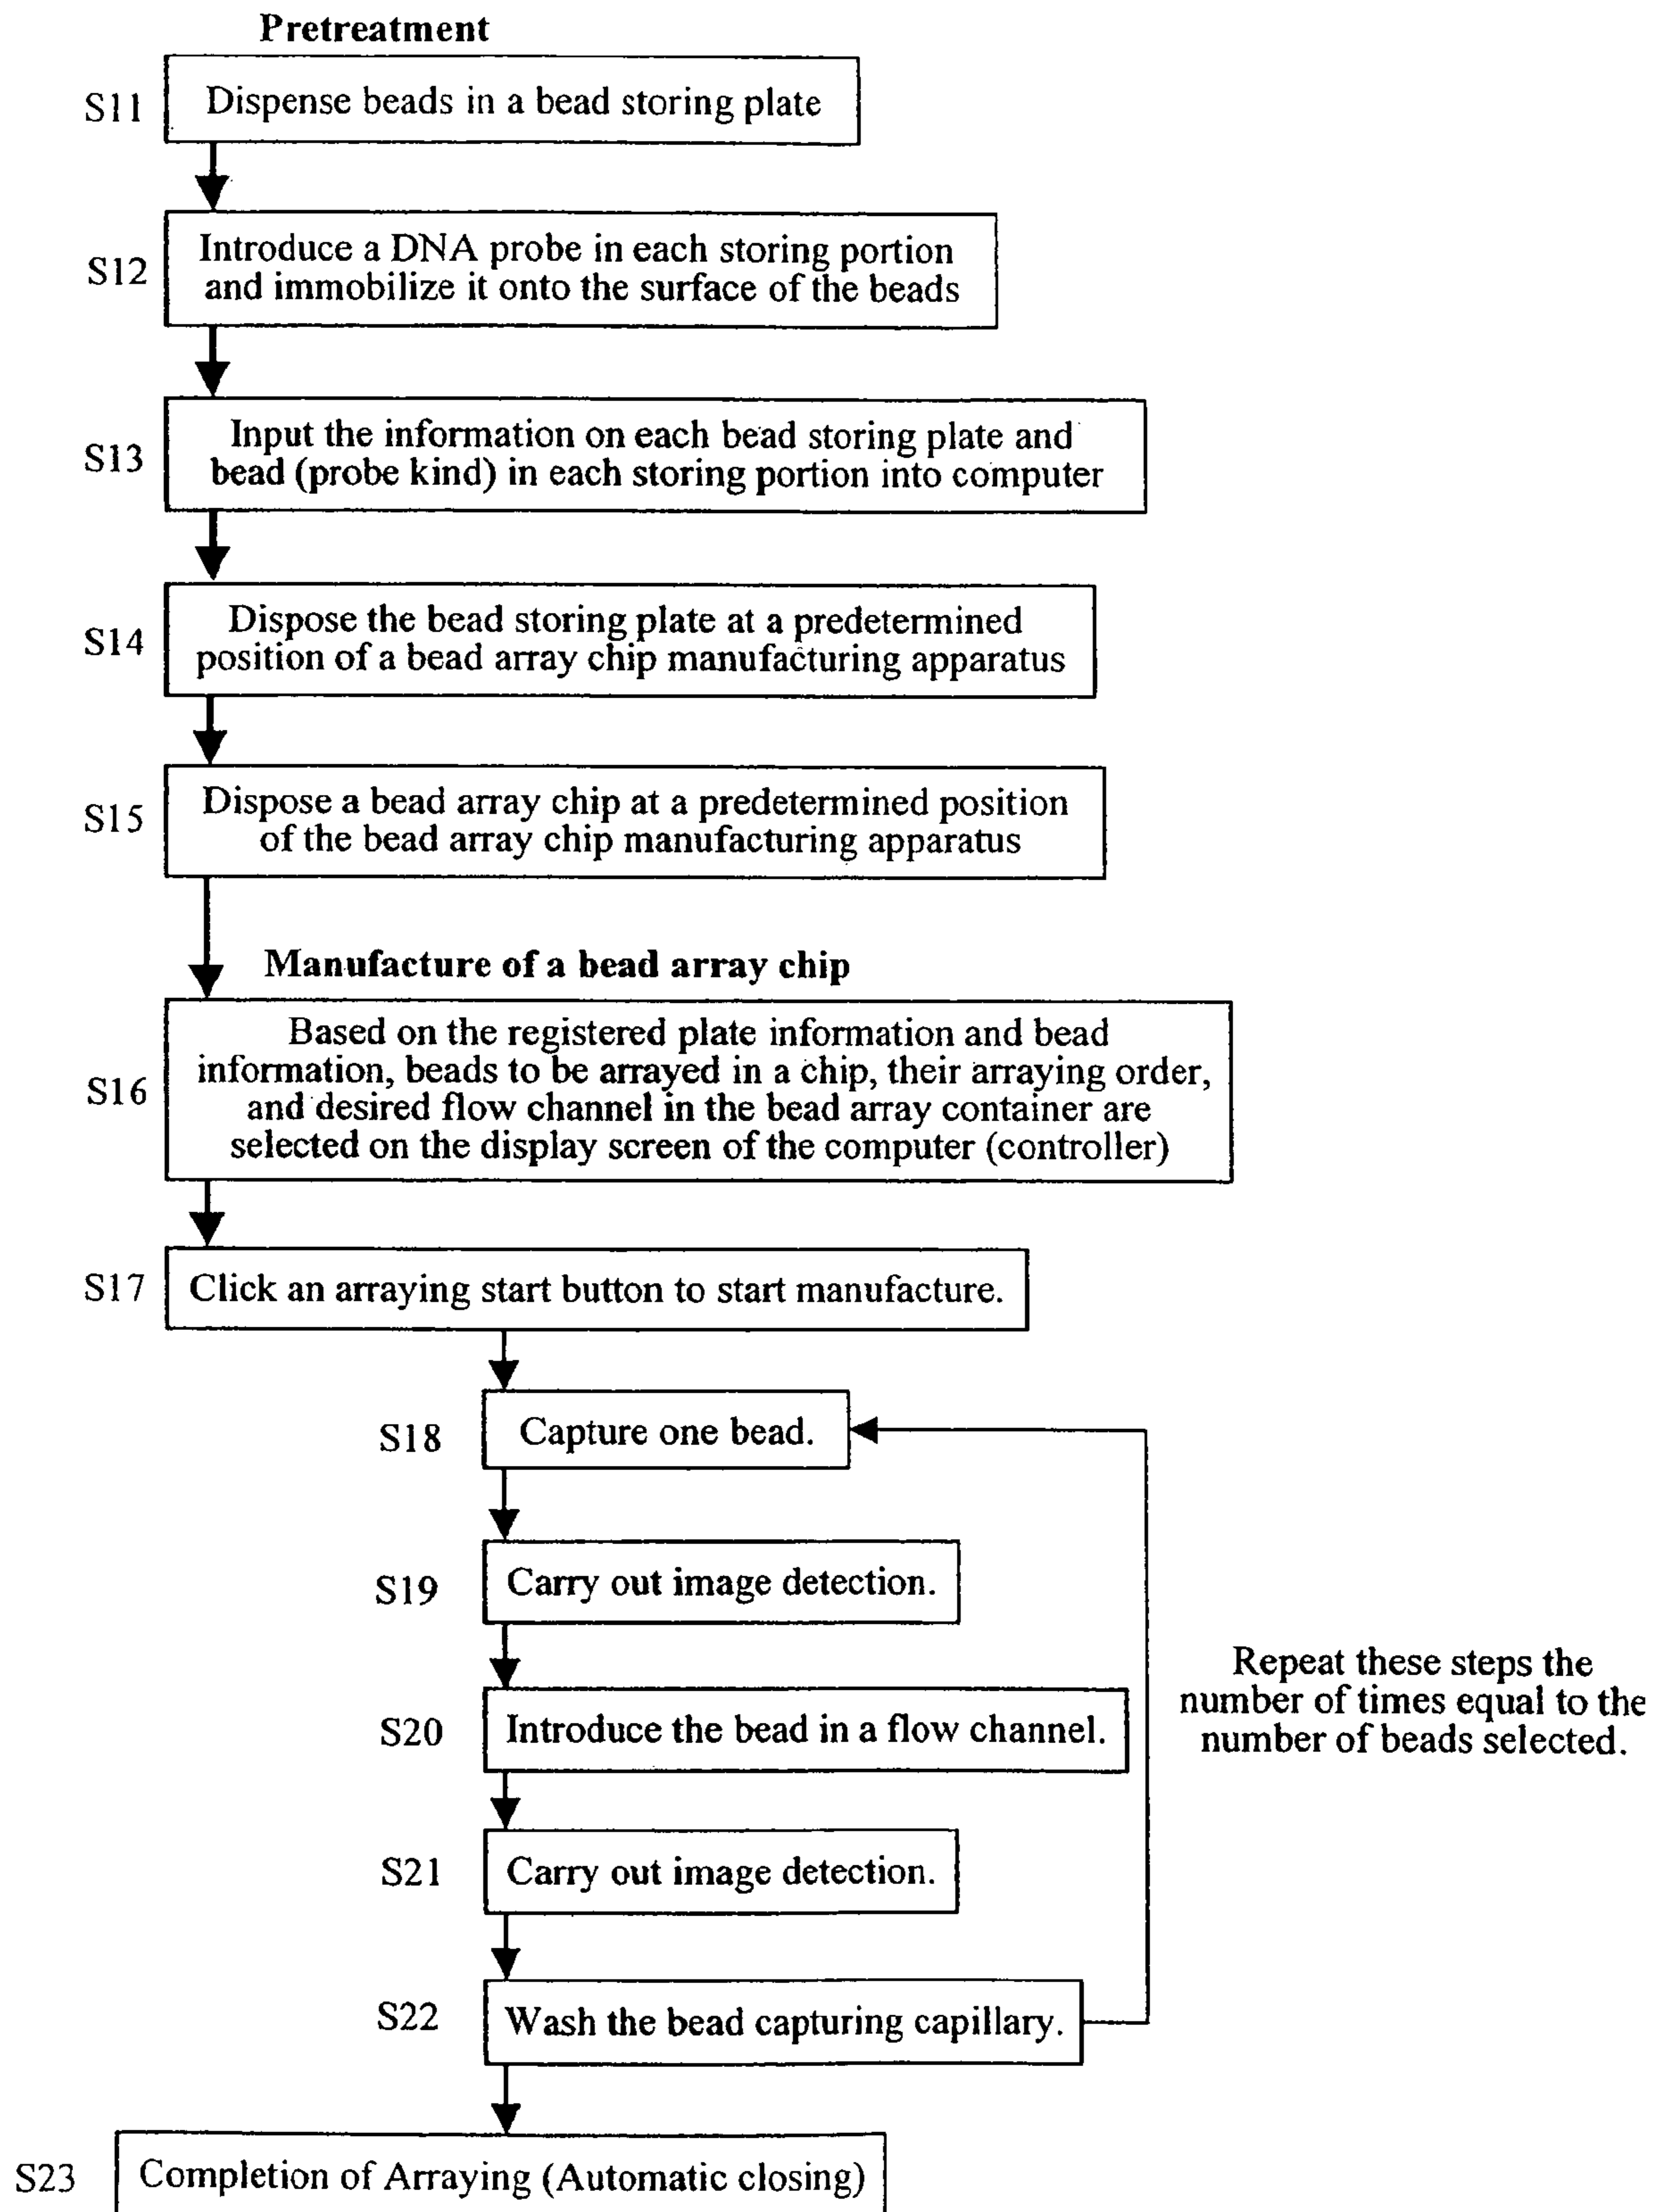 Pretreatment
S11
Dispense beads in a bead storing plate
S12
Introduce a DNA probe in each storing portion
and immobilize it onto the surface of the beads
S13
Input the information on each bead storing plate and
bead (probe kind) in each storing portion into computer
S14
Dispose the bead storing plate at a predetermined
position of a bead array chip manufacturing apparatus
S15
Dispose a bead array chip at a predetermined position
of the bead array chip manufacturing apparatus
Manufacture of a bead array chip
S16
Based on the registered plate information and bead
information, beads to be arrayed in a chip, their arraying order,
and desired flow channel in the bead array container are
selected on the display screen of the computer (controller)
S17
Click an arraying start button to start manufacture.
S18
Capture one bead.
S19
Carry out image detection.
S20
Introduce the bead in a flow channel.
Repeat these steps the
number of times equal to the
number of beads selected.
S21
Carry out image detection.
S22
Wash the bead capturing capillary.
S23
Completion of Arraying (Automatic closing)